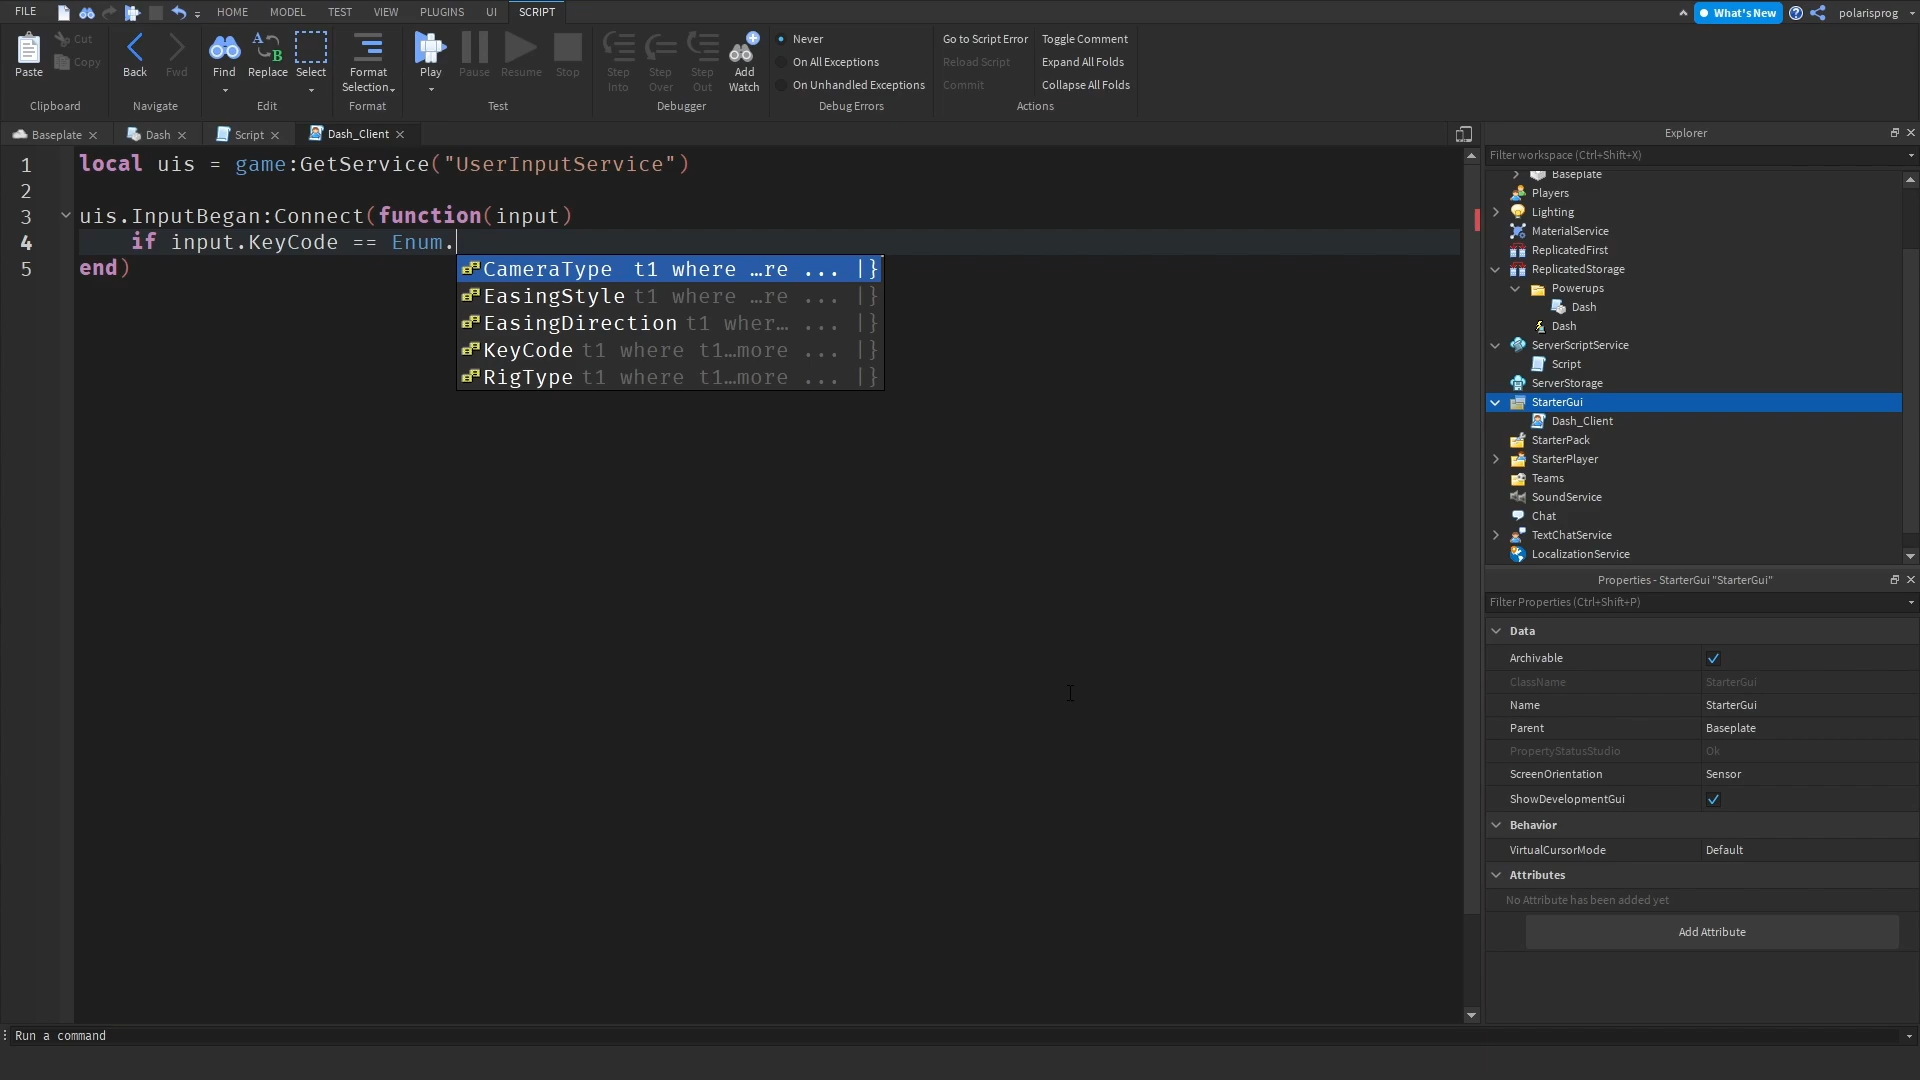 FILE HOME MODEL TEST VIEW PLUGINS UI SCRIPT What's New polarisprog
Paste Cut Copy Back Fwd Find Replace Select Format Selection Play Pause Resume Stop Step Into Step Over Step Out Add Watch
Never
On All Exceptions
On Unhandled Exceptions
Go to Script Error Toggle Comment
Reload Script Expand All Folds
Commit Collapse All Folds
Clipboard Navigate Edit Format Test Debugger Debug Errors Actions
Baseplate Dash Script Dash_Client
1 local uis = game:GetService("UserInputService")
2
3 uis.InputBegan:Connect(function(input)
4 if input.KeyCode == Enum.
5 end)
CameraType t1 where …re ... |}
EasingStyle t1 where …re ... |}
EasingDirection t1 wher… ... |}
KeyCode t1 where t1…more ... |}
RigType t1 where t1…more ... |}
Explorer
Filter workspace (Ctrl+Shift+X)
Baseplate
Players
Lighting
MaterialService
ReplicatedFirst
ReplicatedStorage
Powerups
Dash
Dash
ServerScriptService
Script
ServerStorage
StarterGui
Dash_Client
StarterPack
StarterPlayer
Teams
SoundService
Chat
TextChatService
LocalizationService
Properties - StarterGui "StarterGui"
Filter Properties (Ctrl+Shift+P)
Data
Archivable
ClassName StarterGui
Name StarterGui
Parent Baseplate
PropertyStatusStudio Ok
ScreenOrientation Sensor
ShowDevelopmentGui
Behavior
VirtualCursorMode Default
Attributes
No Attribute has been added yet
Add Attribute
Run a command